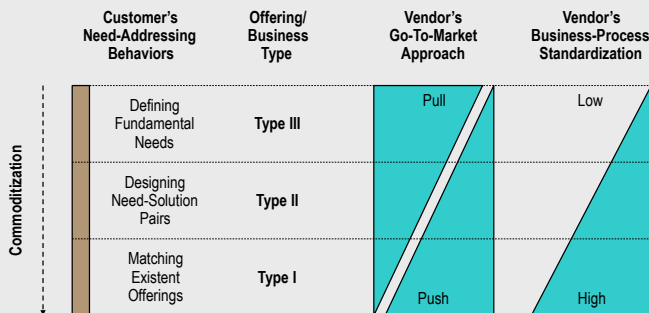 Customer's
Need-Addressing
Behaviors
Offering/
Business
Type
Vendor's
Go-To-Market
Approach
Vendor's
Business-Process
Standardization
Commoditization
Defining
Fundamental
Needs
Type III
Pull
Low
Designing
Need-Solution
Pairs
Type II
Matching
Existent
Offerings
Type I
Push
High